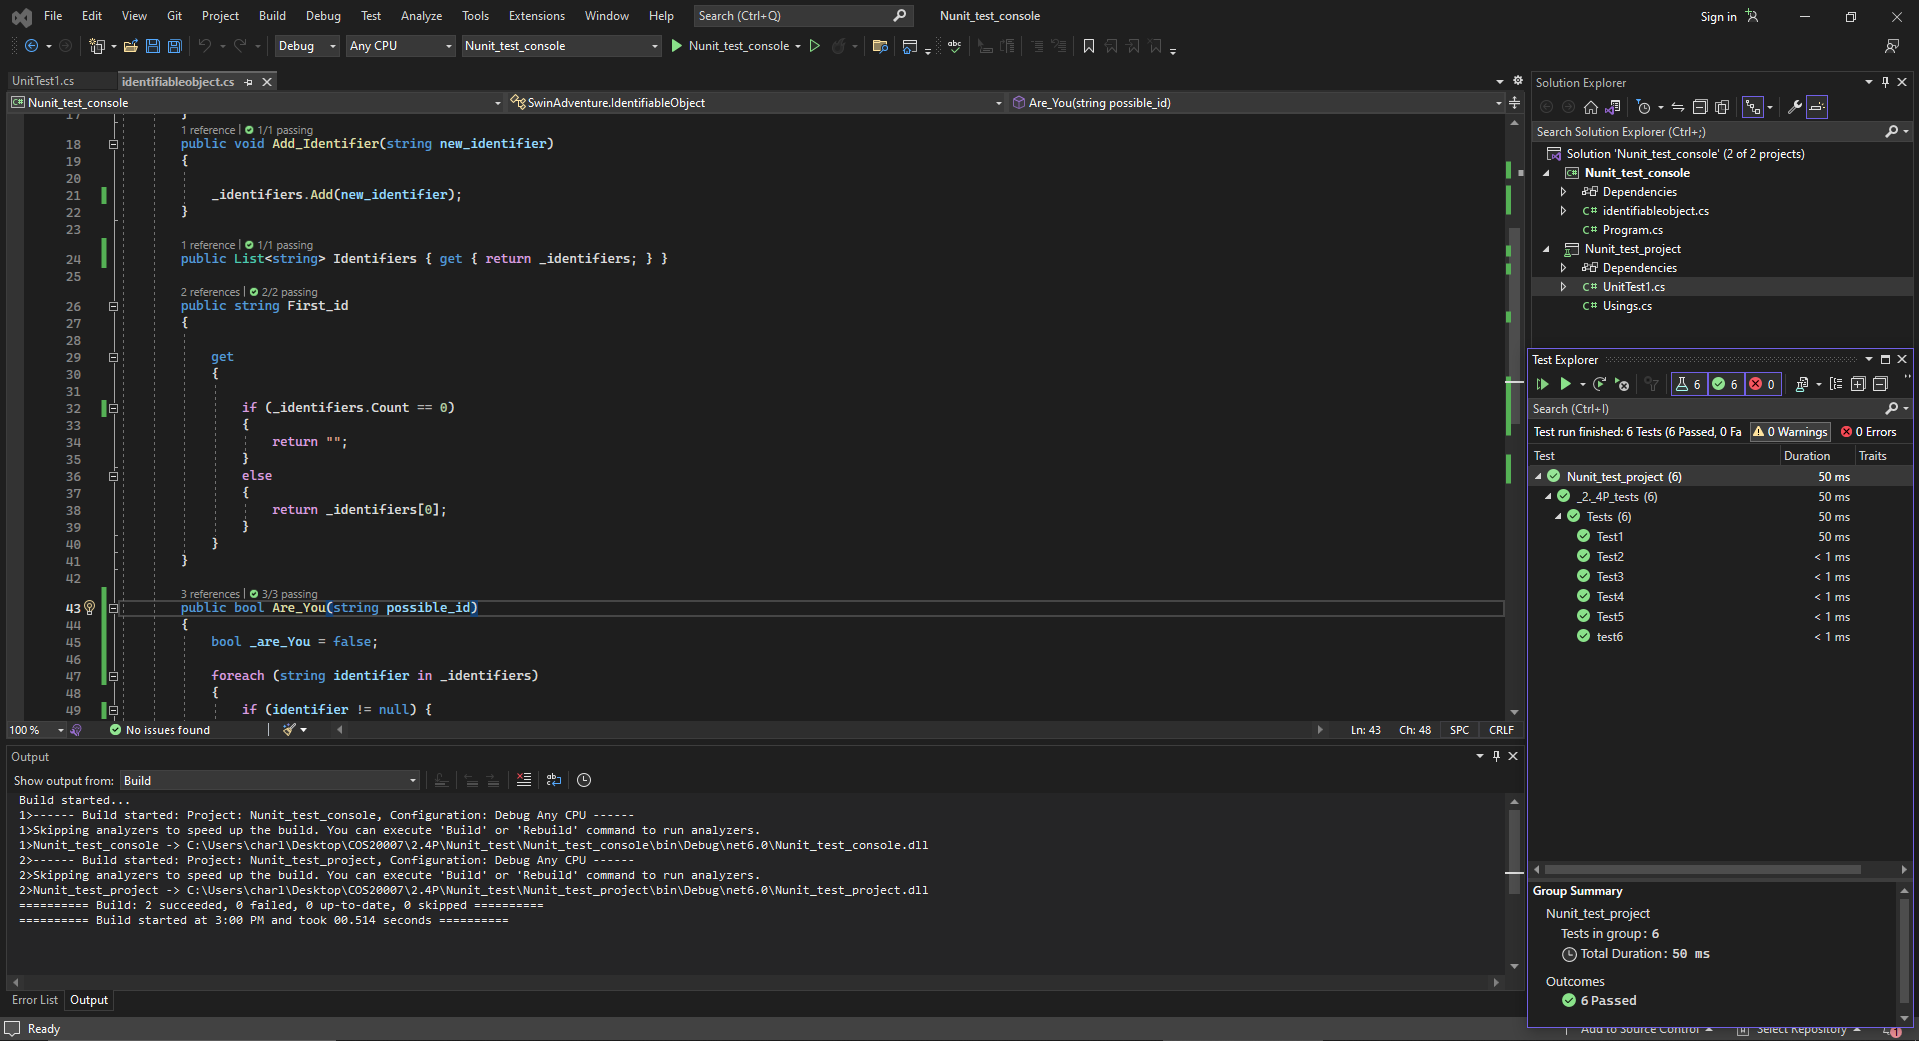 File Edit View Git Project Build Debug Test Analyze Tools Extensions Window Help Search (Ctrl+Q) Nunit_test_console Sign in
Debug Any CPU Nunit_test_console Nunit_test_console
UnitTest1.cs identifiableobject.cs
Nunit_test_console SwinAdventure.IdentifiableObject Are_You(string possible_id)
17 }
1 reference | 1/1 passing
18 public void Add_Identifier(string new_identifier)
19 {
20
21 _identifiers.Add(new_identifier);
22 }
23
1 reference | 1/1 passing
24 public List<string> Identifiers { get { return _identifiers; } }
25
2 references | 2/2 passing
26 public string First_id
27 {
28
29 get
30 {
31
32 if (_identifiers.Count == 0)
33 {
34 return "";
35 }
36 else
37 {
38 return _identifiers[0];
39 }
40 }
41 }
42
3 references | 3/3 passing
43 public bool Are_You(string possible_id)
44 {
45 bool _are_You = false;
46
47 foreach (string identifier in _identifiers)
48 {
49 if (identifier != null) {
100 % No issues found Ln: 43 Ch: 48 SPC CRLF
Output
Show output from: Build
Build started...
1>------ Build started: Project: Nunit_test_console, Configuration: Debug Any CPU ------
1>Skipping analyzers to speed up the build. You can execute 'Build' or 'Rebuild' command to run analyzers.
1>Nunit_test_console -> C:\Users\charl\Desktop\COS20007\2.4P\Nunit_test\Nunit_test_console\bin\Debug\net6.0\Nunit_test_console.dll
2>------ Build started: Project: Nunit_test_project, Configuration: Debug Any CPU ------
2>Skipping analyzers to speed up the build. You can execute 'Build' or 'Rebuild' command to run analyzers.
2>Nunit_test_project -> C:\Users\charl\Desktop\COS20007\2.4P\Nunit_test\Nunit_test_project\bin\Debug\net6.0\Nunit_test_project.dll
========== Build: 2 succeeded, 0 failed, 0 up-to-date, 0 skipped ==========
========== Build started at 3:00 PM and took 00.514 seconds ==========
Error List Output
Ready
Solution Explorer
Search Solution Explorer (Ctrl+;)
Solution 'Nunit_test_console' (2 of 2 projects)
C# Nunit_test_console
Dependencies
C# identifiableobject.cs
C# Program.cs
Nunit_test_project
Dependencies
C# UnitTest1.cs
C# Usings.cs
Test Explorer
6 6 0
Search (Ctrl+I)
Test run finished: 6 Tests (6 Passed, 0 Fa 0 Warnings 0 Errors
Test Duration Traits
Nunit_test_project (6) 50 ms
_2._4P_tests (6) 50 ms
Tests (6) 50 ms
Test1 50 ms
Test2 < 1 ms
Test3 < 1 ms
Test4 < 1 ms
Test5 < 1 ms
test6 < 1 ms
Group Summary
Nunit_test_project
Tests in group: 6
Total Duration: 50 ms
Outcomes
6 Passed
Add to Source Control Select Repository 1